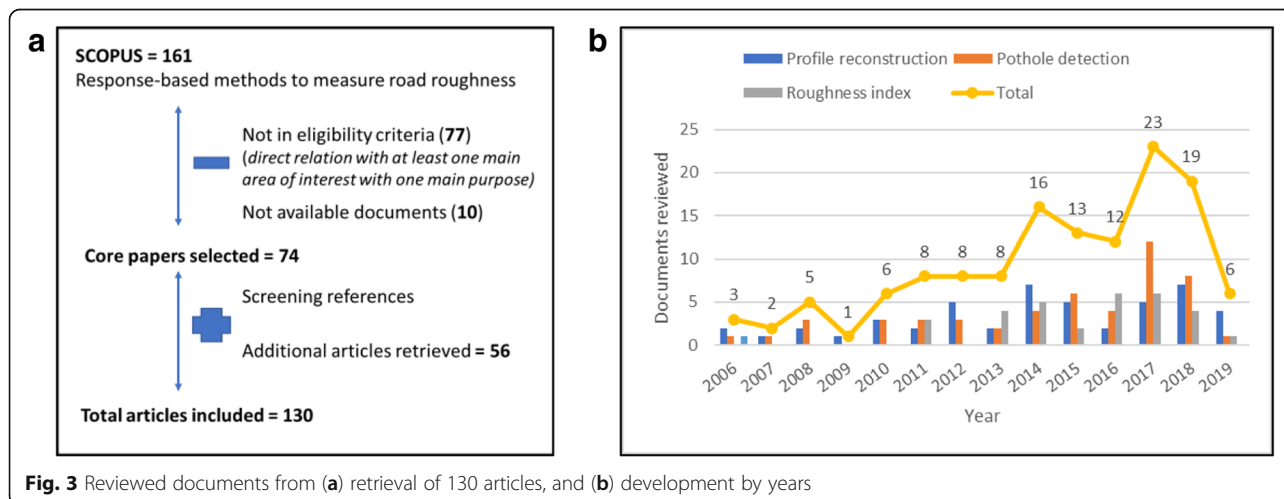 a
SCOPUS = 161
Response-based methods to measure road roughness
Not in eligibility criteria (77)
(direct relation with at least one main
area of interest with one main purpose)
Not available documents (10)
Core papers selected = 74
Screening references
Additional articles retrieved = 56
Total articles included = 130
b
Profile reconstruction
Pothole detection
Roughness index
Total
Documents reviewed
25
20
15
10
5
0
3
2
5
1
6
8
8
8
16
13
12
23
19
6
2006
2007
2008
2009
2010
2011
2012
2013
2014
2015
2016
2017
2018
2019
Year
Fig. 3 Reviewed documents from (a) retrieval of 130 articles, and (b) development by years